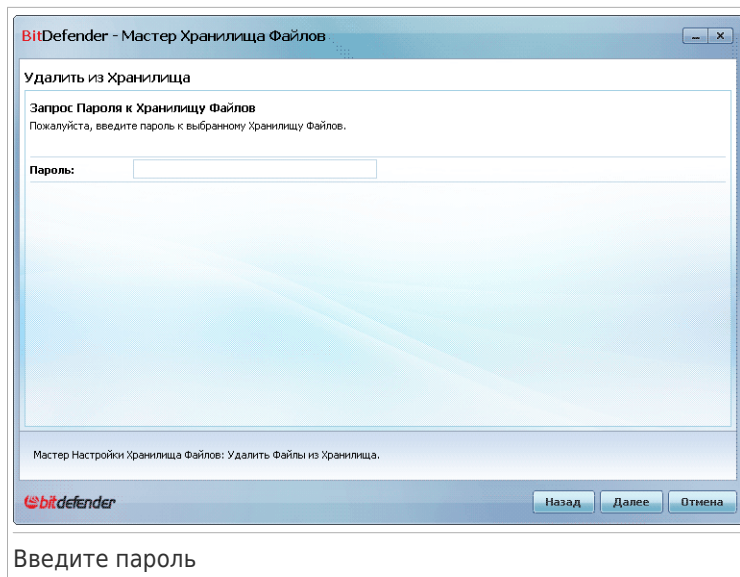 BitDefender - Мастер Хранилища Файлов
Удалить из Хранилища
Запрос Пароля к Хранилищу Файлов
Пожалуйста, введите пароль к выбранному Хранилищу Файлов.
Пароль:
Мастер Настройки Хранилища Файлов: Удалить Файлы из Хранилища.
bitdefender
Назад Далее Отмена
Введите пароль